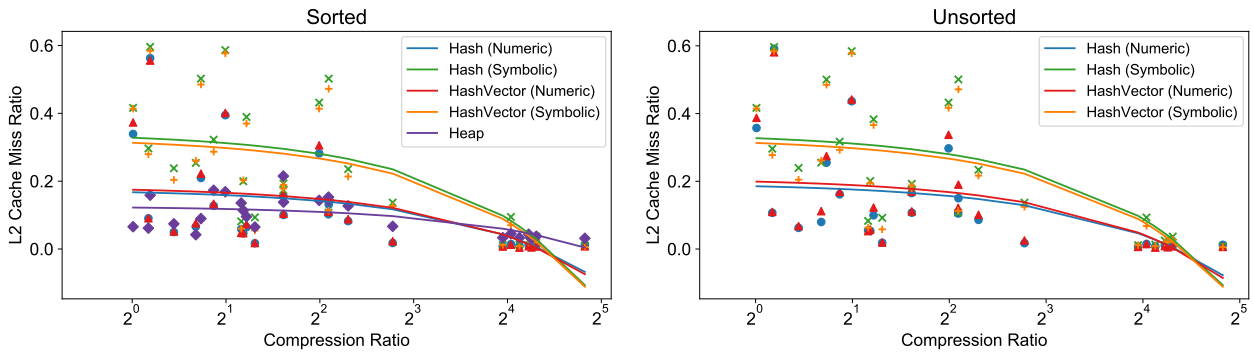 Sorted
L2 Cache Miss Ratio
0.6
0.4
0.2
0.0
Hash (Numeric)
Hash (Symbolic)
HashVector (Numeric)
HashVector (Symbolic)
Heap
2^0
2^1
2^2
2^3
2^4
2^5
Compression Ratio
Unsorted
L2 Cache Miss Ratio
0.6
0.4
0.2
0.0
Hash (Numeric)
Hash (Symbolic)
HashVector (Numeric)
HashVector (Symbolic)
2^0
2^1
2^2
2^3
2^4
2^5
Compression Ratio